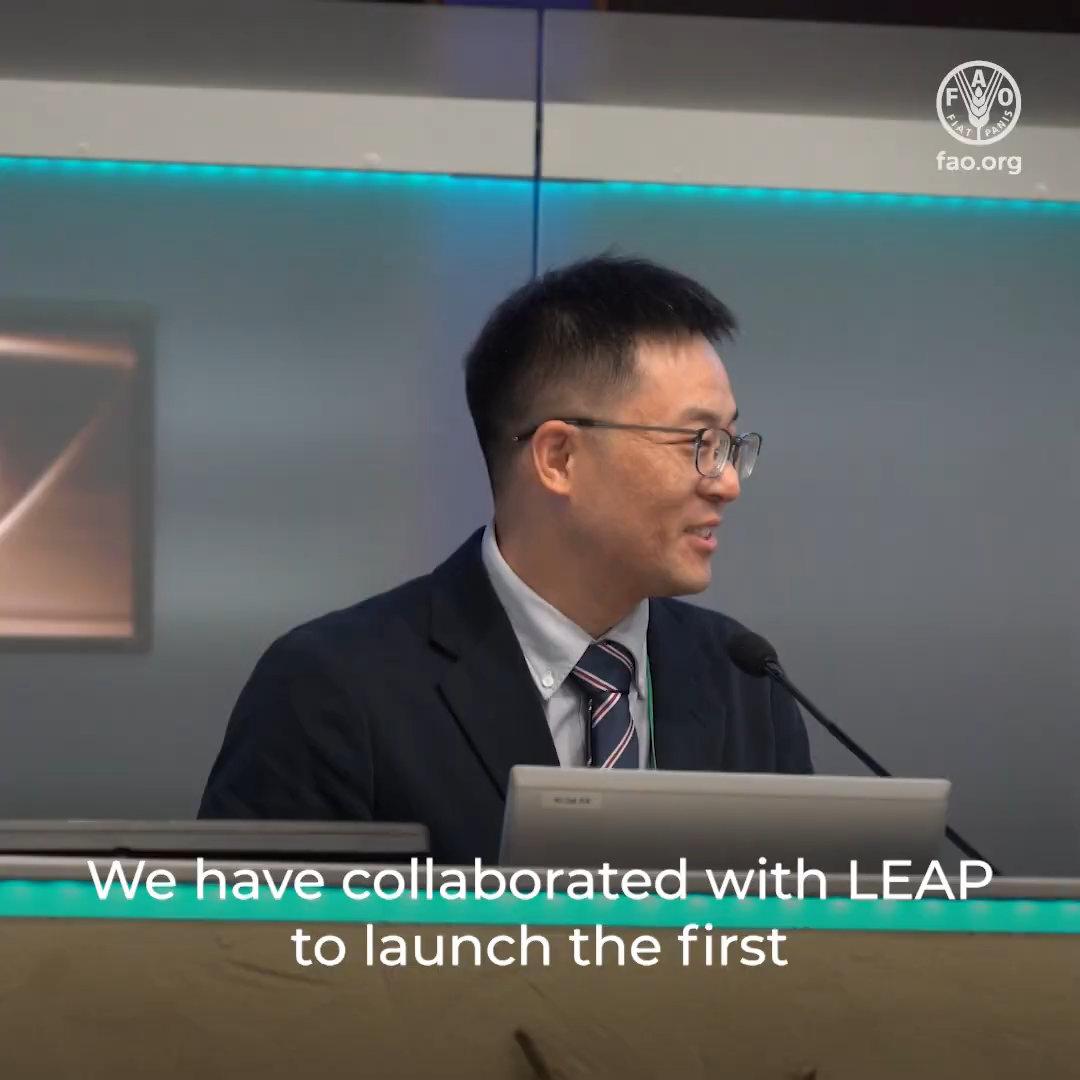 F A O
FIAT PANIS
fao.org
We have collaborated with LEAP
to launch the first